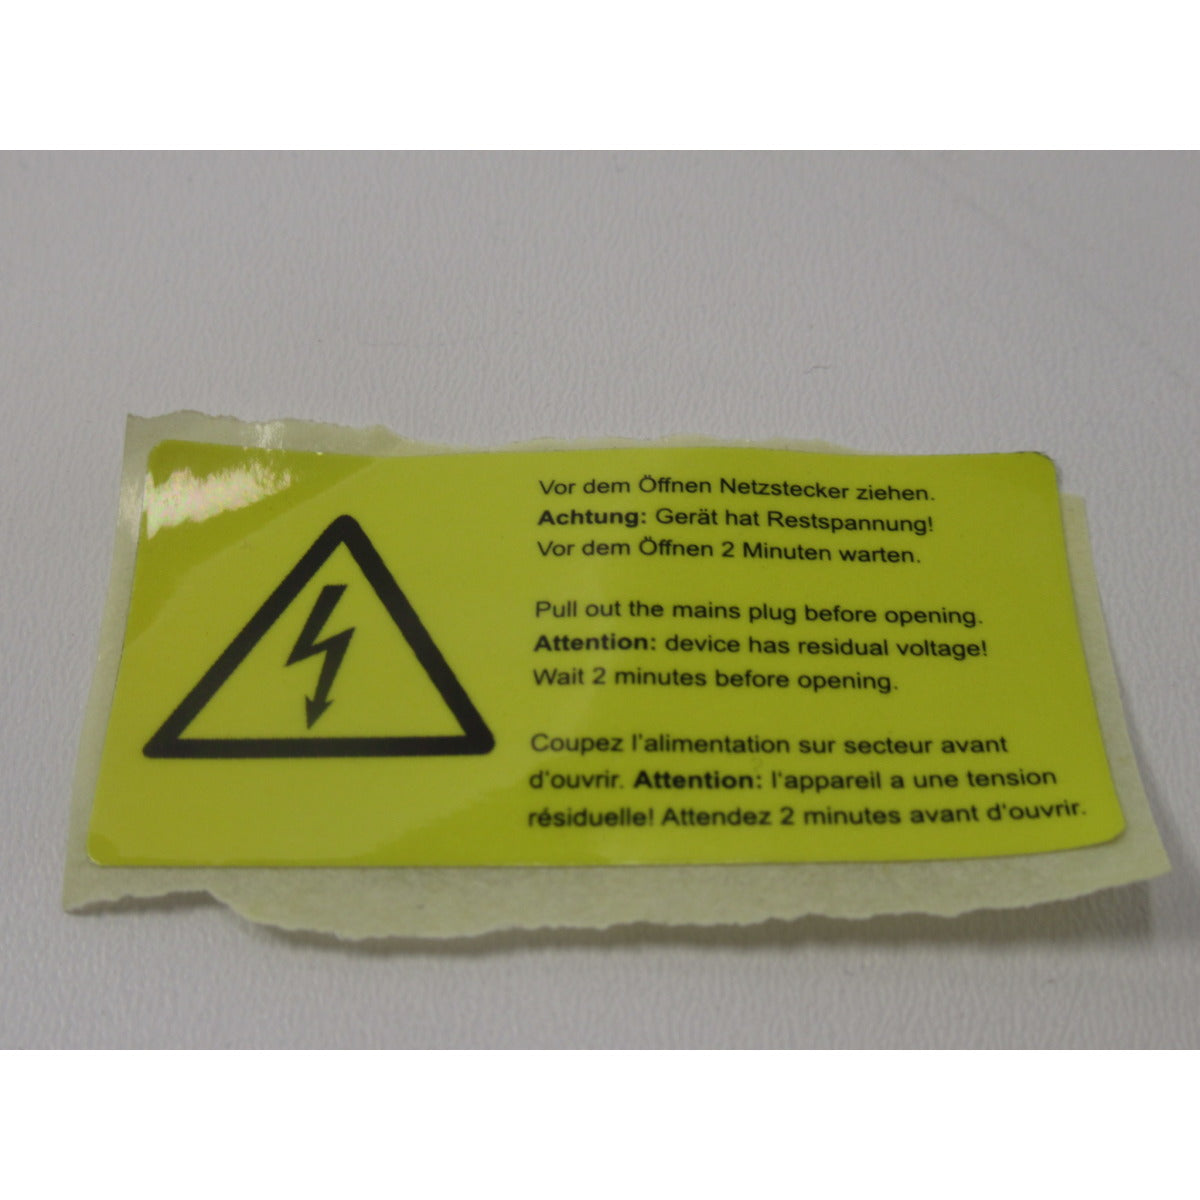 Vor dem Öffnen Netzstecker ziehen.
Achtung: Gerät hat Restspannung!
Vor dem Öffnen 2 Minuten warten.
Pull out the mains plug before opening.
Attention: device has residual voltage!
Wait 2 minutes before opening.
Coupez l'alimentation sur secteur avant
d'ouvrir. Attention: l'appareil a une tension
résiduelle! Attendez 2 minutes avant d'ouvrir.